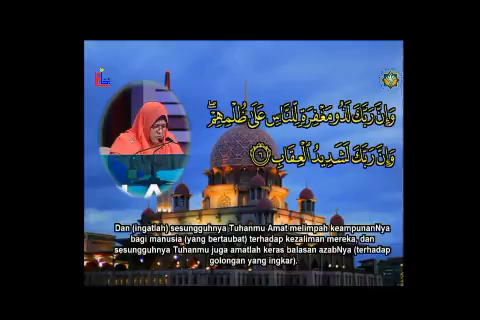 وَإِنَّ رَبَّكَ لَذُو مَغْفِرَةٍ لِّلنَّاسِ عَلَىٰ ظُلْمِهِمْ ۖ
وَإِنَّ رَبَّكَ لَشَدِيدُ الْعِقَابِ ٦
Dan (ingatlah) sesungguhnya Tuhanmu Amat melimpah keampunanNya
bagi manusia (yang bertaubat) terhadap kezaliman mereka, dan
sesungguhnya Tuhanmu juga amatlah keras balasan azabNya (terhadap
golongan yang ingkar).